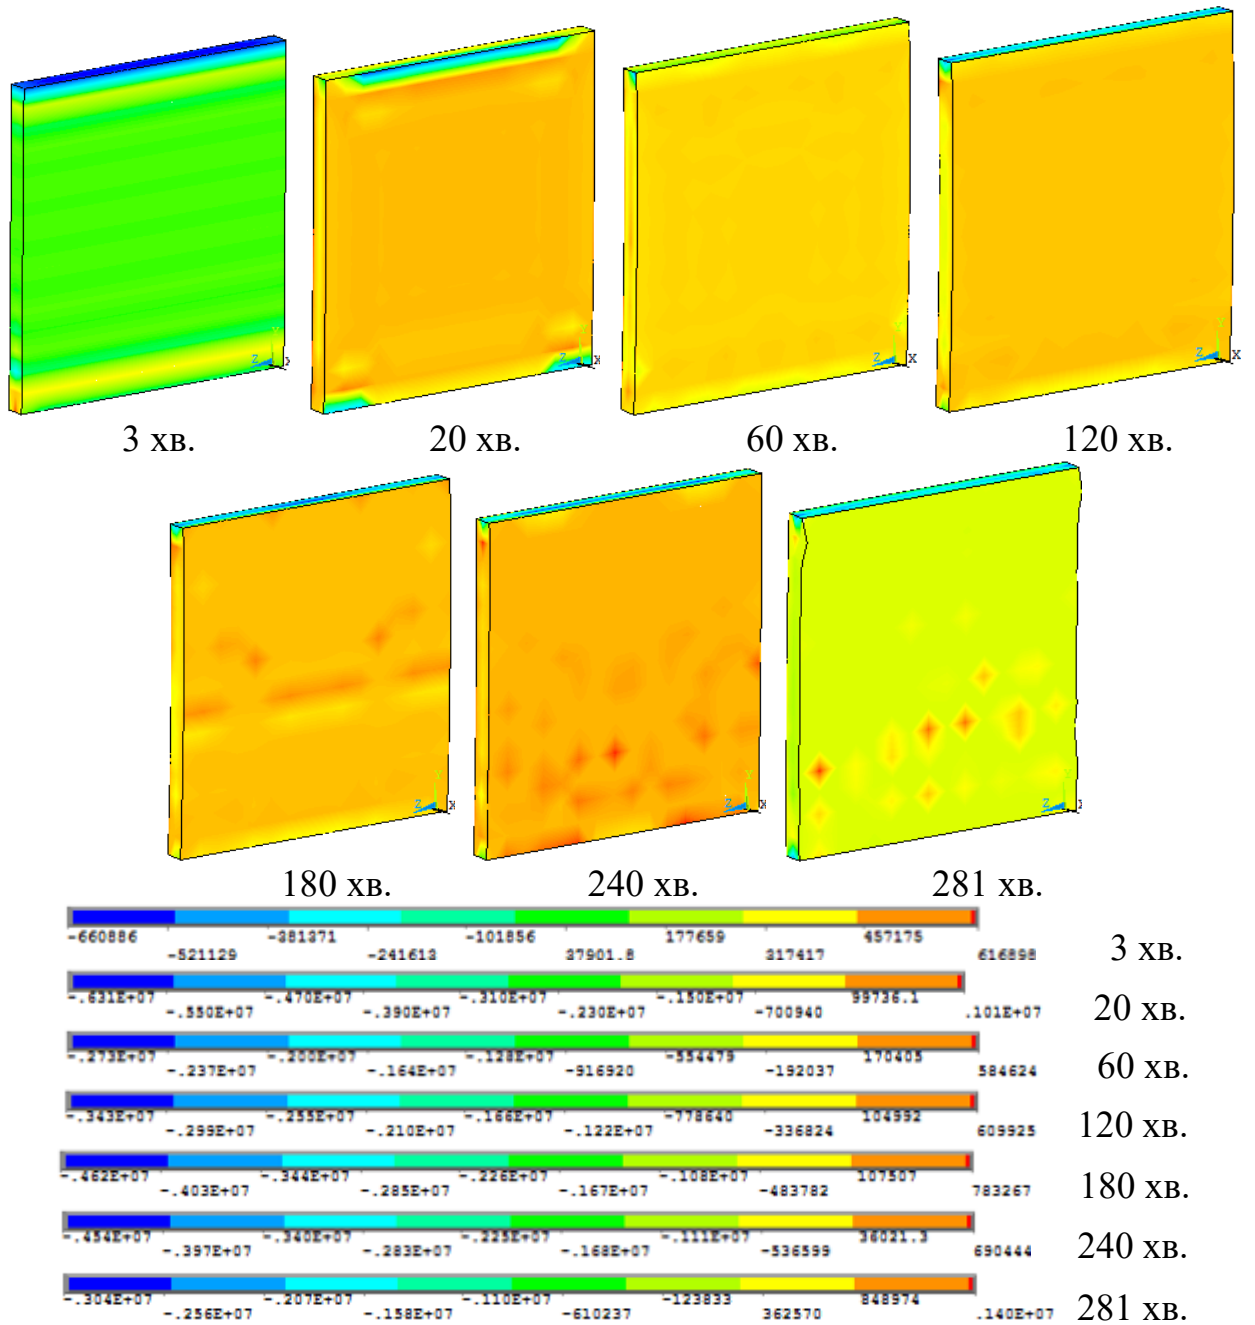 Z X Y
Z X Y
Z X Y
Z X Y
3 хв. 20 хв. 60 хв. 120 хв.
Z X Y
Z X Y
Z X Y
180 хв. 240 хв. 281 хв.
-660886 -381371 -101856 177659 457175
-521129 -241613 37901.8 317417 616898
3 хв.
-.631E+07 -.470E+07 -.310E+07 -.150E+07 99736.1
-.550E+07 -.390E+07 -.230E+07 -700940 .101E+07
20 хв.
-.273E+07 -.200E+07 -.128E+07 -554479 170405
-.237E+07 -.164E+07 -916920 -192037 584624
60 хв.
-.343E+07 -.255E+07 -.166E+07 -778640 104992
-.299E+07 -.210E+07 -.122E+07 -336824 609925
120 хв.
-.462E+07 -.344E+07 -.226E+07 -.108E+07 107507
-.403E+07 -.285E+07 -.167E+07 -483782 783267
180 хв.
-.454E+07 -.340E+07 -.225E+07 -.111E+07 36021.3
-.397E+07 -.283E+07 -.168E+07 -536599 690444
240 хв.
-.304E+07 -.207E+07 -.110E+07 -123833 848974
-.256E+07 -.158E+07 -610237 362570 .140E+07
281 хв.